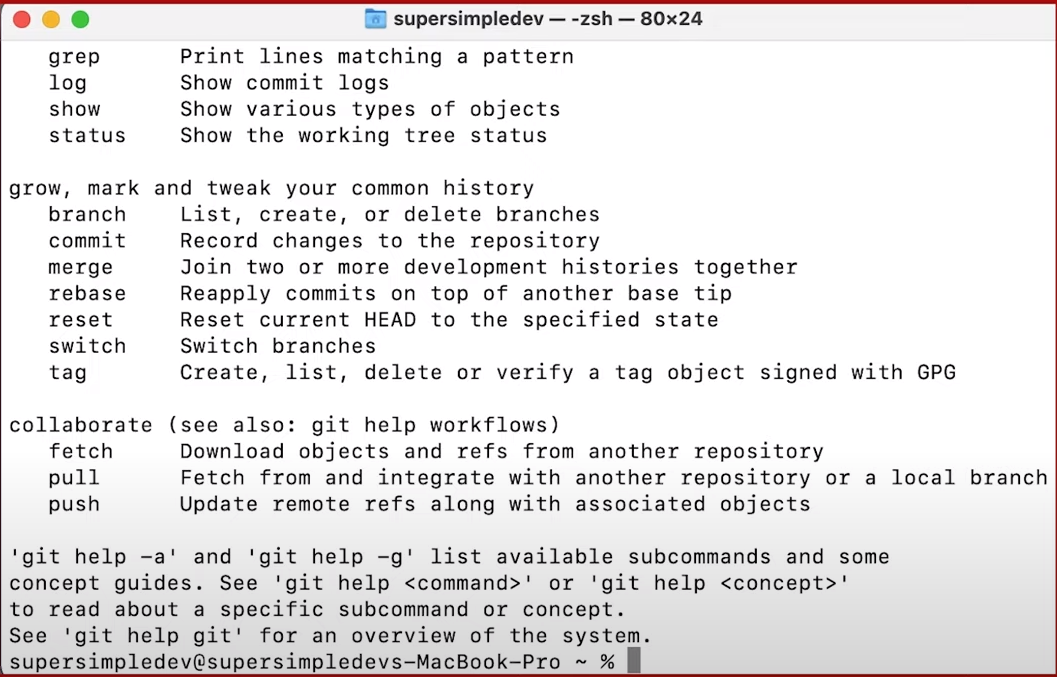 supersimpledev — -zsh — 80×24
grep Print lines matching a pattern
log Show commit logs
show Show various types of objects
status Show the working tree status
grow, mark and tweak your common history
branch List, create, or delete branches
commit Record changes to the repository
merge Join two or more development histories together
rebase Reapply commits on top of another base tip
reset Reset current HEAD to the specified state
switch Switch branches
tag Create, list, delete or verify a tag object signed with GPG
collaborate (see also: git help workflows)
fetch Download objects and refs from another repository
pull Fetch from and integrate with another repository or a local branch
push Update remote refs along with associated objects
'git help -a' and 'git help -g' list available subcommands and some
concept guides. See 'git help <command>' or 'git help <concept>'
to read about a specific subcommand or concept.
See 'git help git' for an overview of the system.
supersimpledev@supersimpledevs-MacBook-Pro ~ %